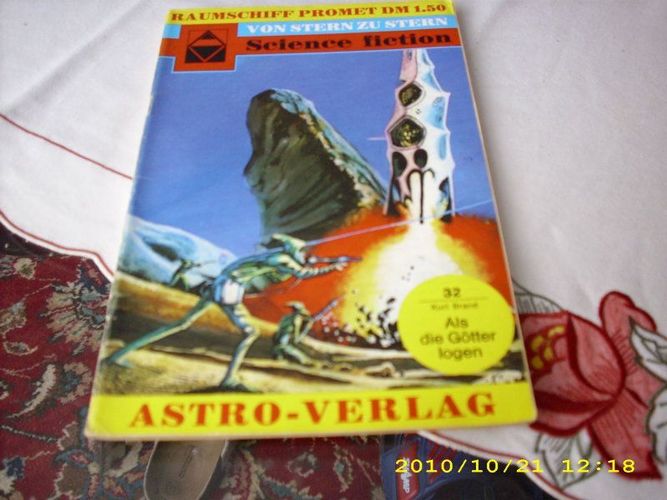 RAUMSCHIFF PROMET DM 1.50
VON STERN ZU STERN
Science fiction
32
Kurt Brand
Als
die Götter
logen
ASTRO-VERLAG
2010/10/21 12:18